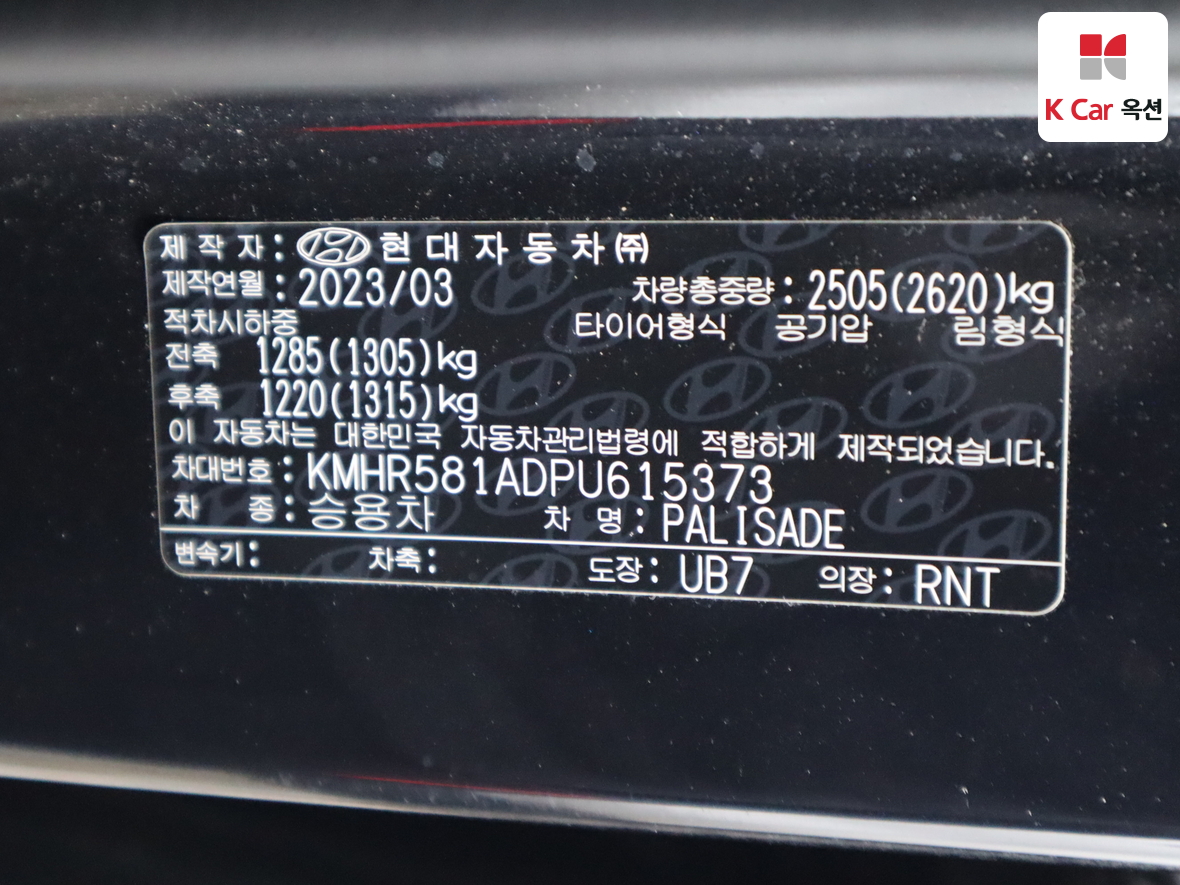 K Car 옥션
제 작 자 : 현 대 자 동 차 ㈜
제작연월 : 2023/03 차량총중량 : 2505(2620)kg
적차시하중 타이어형식 공기압 림형식
전축 1285(1305)kg
후축 1220(1315)kg
이 자동차는 대한민국 자동차관리법령에 적합하게 제작되었습니다.
차대번호 : KMHR581ADPU615373
차 종 : 승용차 차 명 : PALISADE
변속기 : 차축 : 도장 : UB7 의장 : RNT